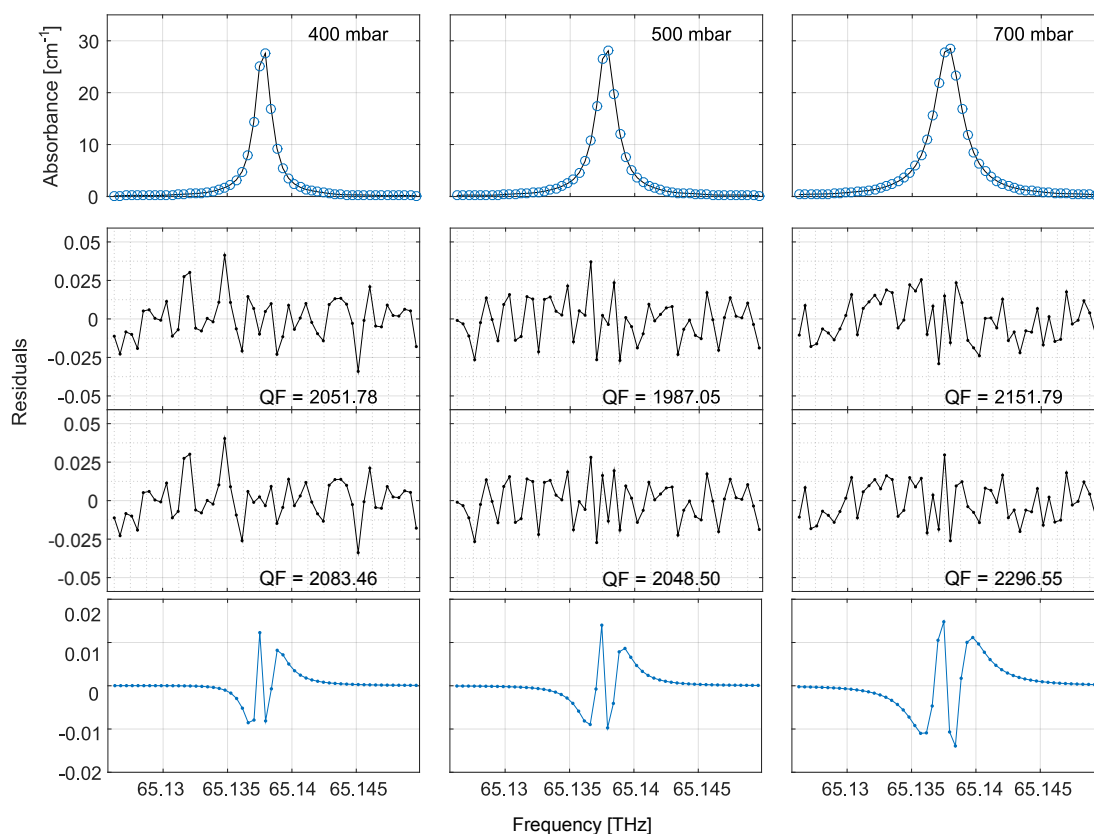 400 mbar
500 mbar
700 mbar
Absorbance [cm⁻¹]
30
20
10
0
Residuals
0.05
0.025
0
-0.025
-0.05
QF = 2051.78
QF = 1987.05
QF = 2151.79
0.05
0.025
0
-0.025
-0.05
QF = 2083.46
QF = 2048.50
QF = 2296.55
0.02
0.01
0
-0.01
-0.02
65.13 65.135 65.14 65.145
65.13 65.135 65.14 65.145
65.13 65.135 65.14 65.145
Frequency [THz]